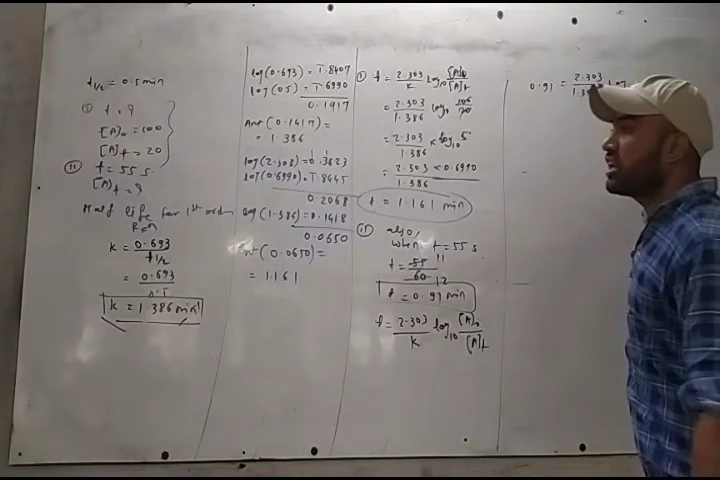 t1/2 = 0.5 min
(i) t = ?
[A]₀ = 100
[A]t = 20
(ii) t = 55 s
[A]t = ?
Half life for 1st order
Rxn
k = 0.693 / t1/2
= 0.693 / 0.5
k = 1.386 min⁻¹
log(0.693) = 1̅.8407
log(0.5) = 1̅.6990
0.1417
Ant(0.1417) =
= 1.386
log(2.303) = 0.3623
log(0.6990) = 1̅.8445
0.2068
log(1.386) = 0.1418
0.0650
Ant(0.0650) =
= 1.161
(i) t = 2.303 / k log₁₀ [A]₀ / [A]t
= 2.303 / 1.386 log₁₀ 100 / 20
= 2.303 / 1.386 × log₁₀ 5
= 2.303 × 0.6990 / 1.386
t = 1.161 min
(ii) also,
when t = 55 s
t = 55 11 / 60 12
t = 0.91 min
t = 2.303 / k log₁₀ [A]₀ / [A]t
0.91 = 2.303 / 1.3 log